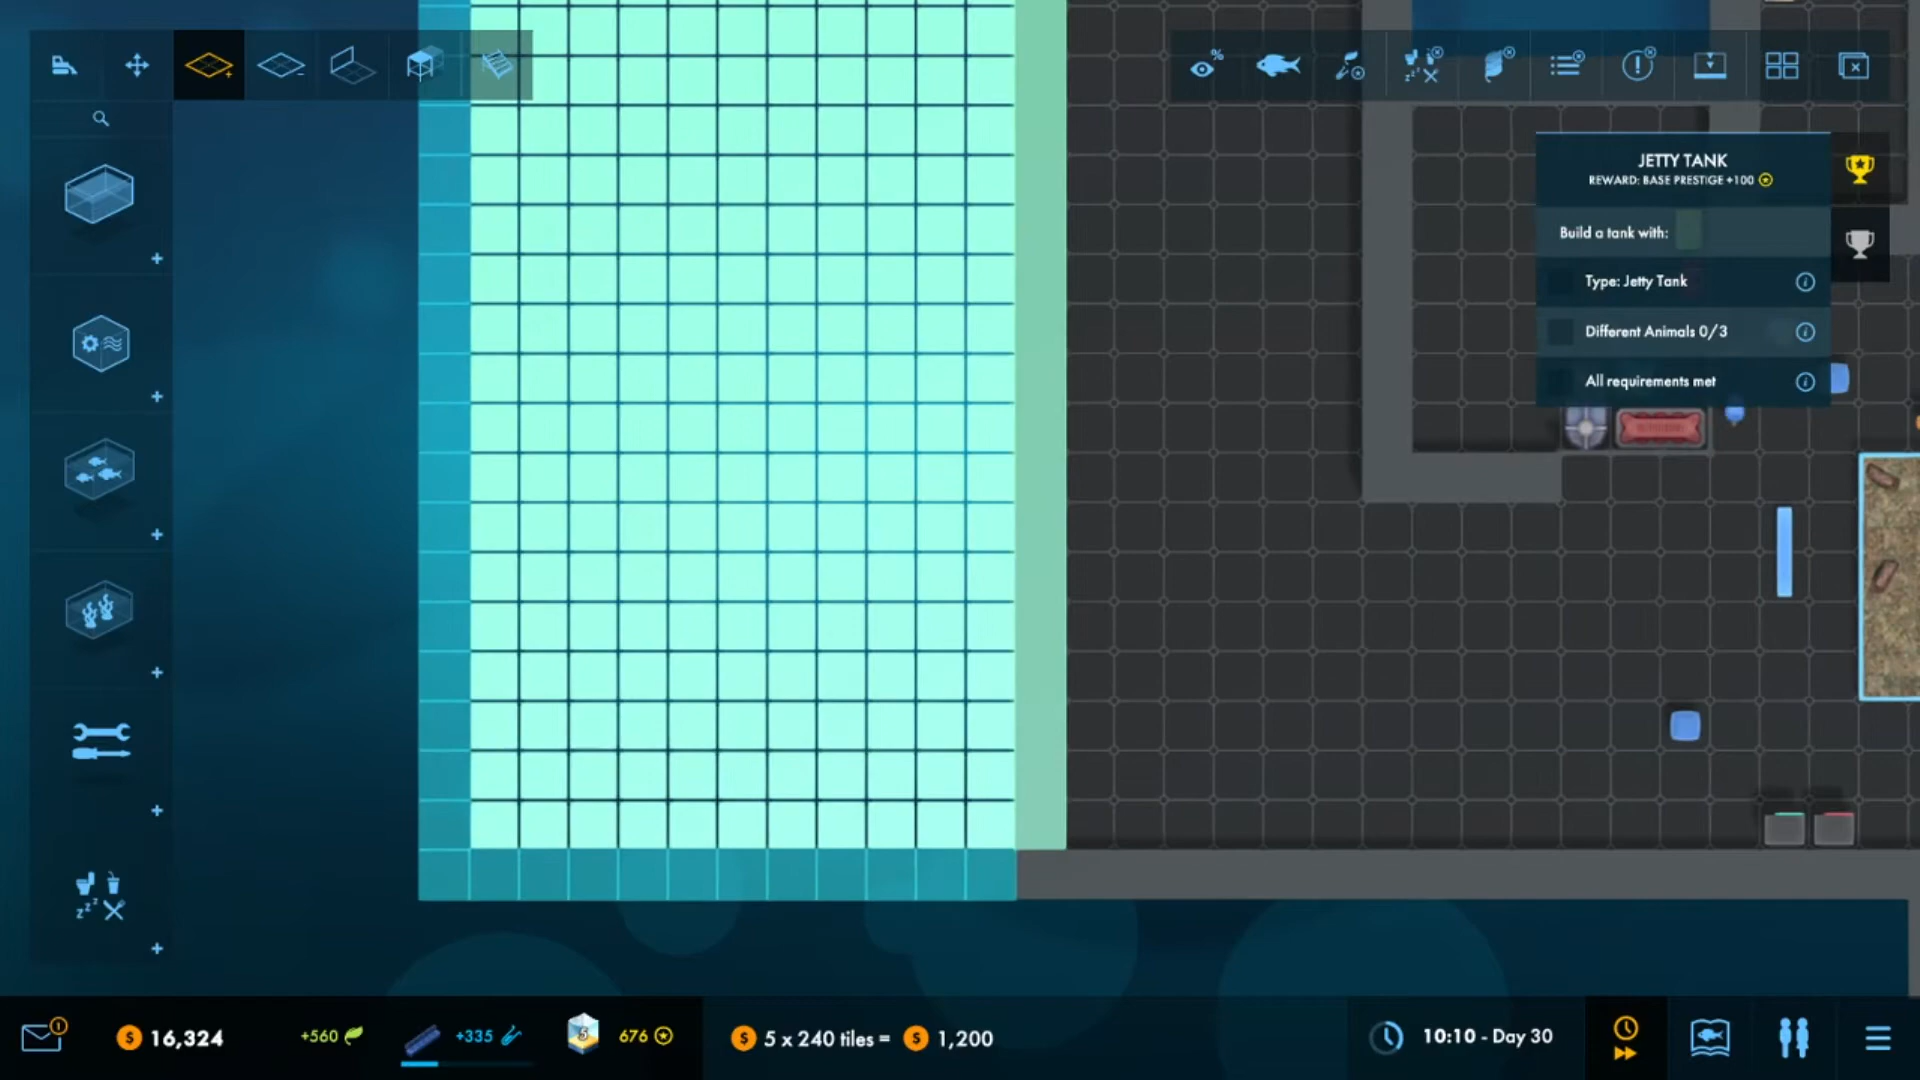 JETTY TANK
REWARD: BASE PRESTIGE +100
Build a tank with:
Type: Jetty Tank
Different Animals 0/3
All requirements met
16,324
+560
+335
5
676
5 x 240 tiles = 1,200
10:10 - Day 30